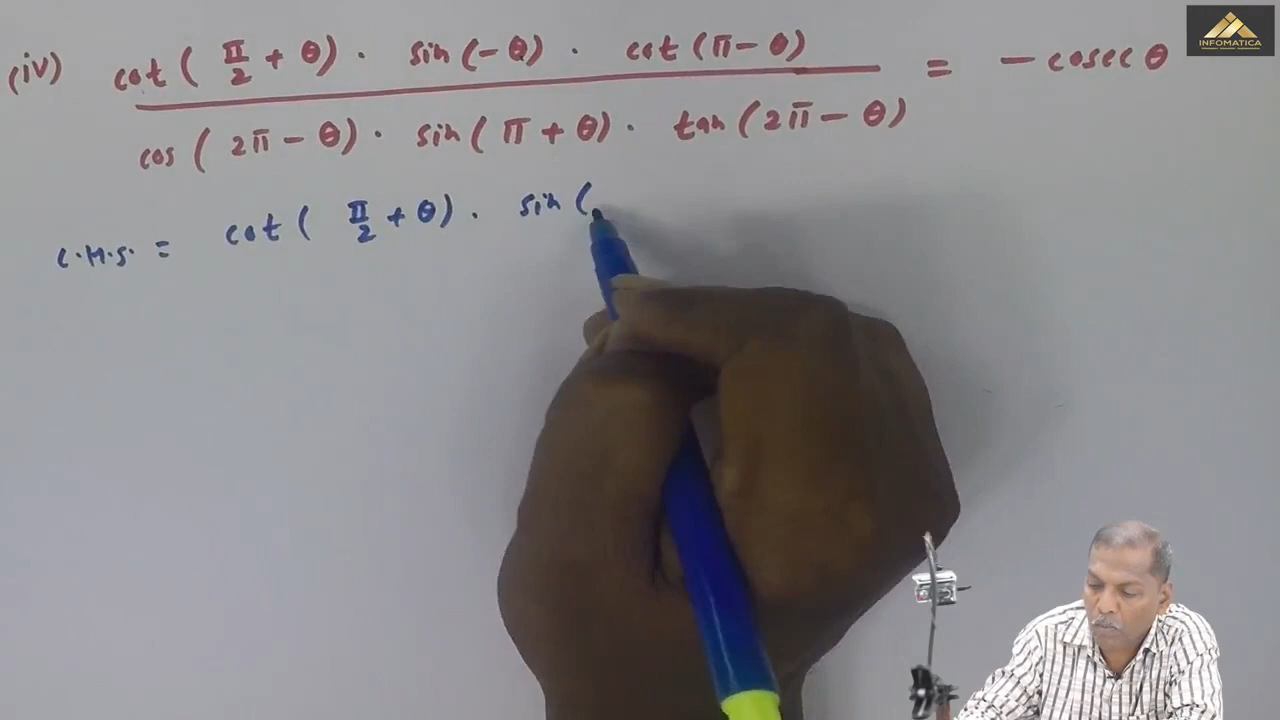 INFOMATICA
(iv) cot ( π/2 + θ ) · sin (-θ) · cot (π - θ) = - cosec θ
cos ( 2π - θ ) · sin ( π + θ ) · tan ( 2π - θ )
L.H.S. = cot ( π/2 + θ ) · sin (